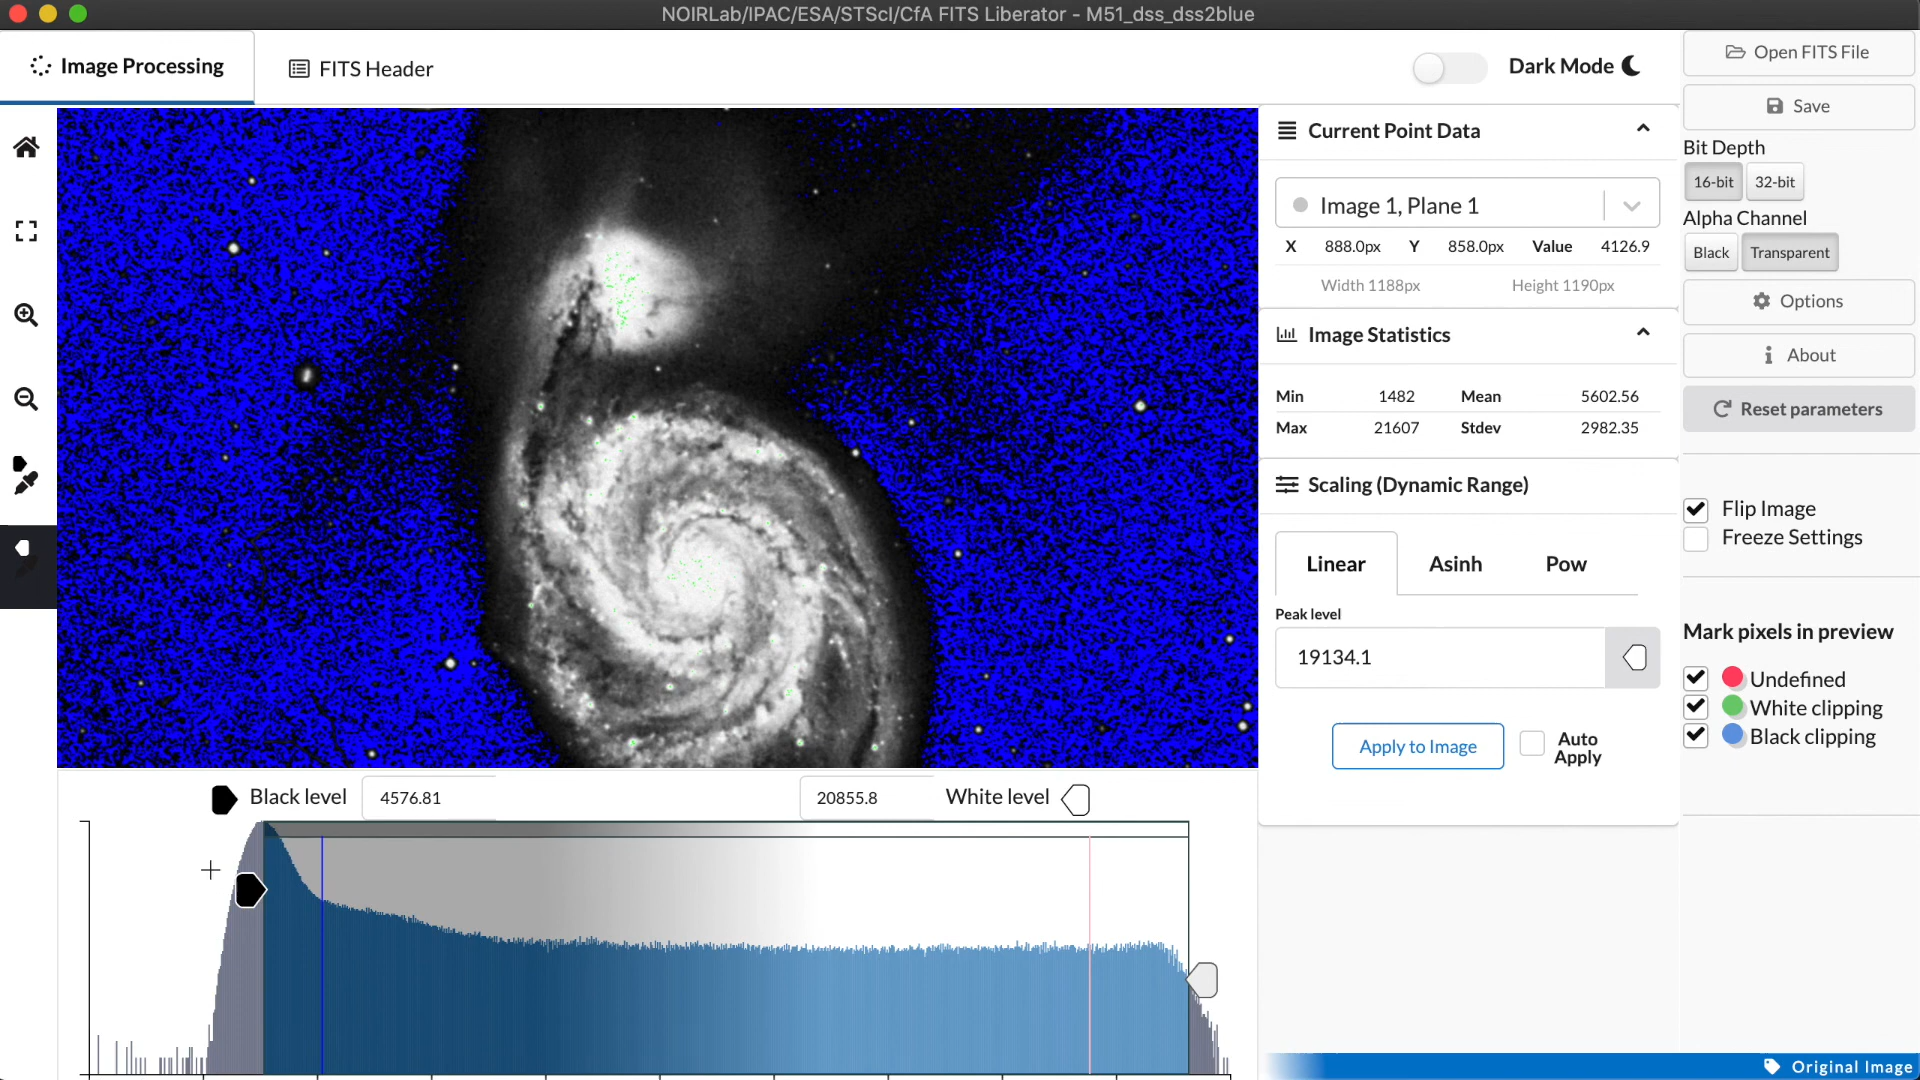 NOIRLab/IPAC/ESA/STScI/CfA FITS Liberator - M51_dss_dss2blue
Image Processing
FITS Header
Dark Mode
Open FITS File
Save
Bit Depth
16-bit 32-bit
Alpha Channel
Black Transparent
Options
About
Reset parameters
Flip Image
Freeze Settings
Mark pixels in preview
Undefined
White clipping
Black clipping
Current Point Data
Image 1, Plane 1
X 888.0px Y 858.0px Value 4126.9
Width 1188px Height 1190px
Image Statistics
Min 1482 Mean 5602.56
Max 21607 Stdev 2982.35
Scaling (Dynamic Range)
Linear Asinh Pow
Peak level
19134.1
Apply to Image
Auto
Apply
Black level 4576.81 20855.8 White level
Original Image